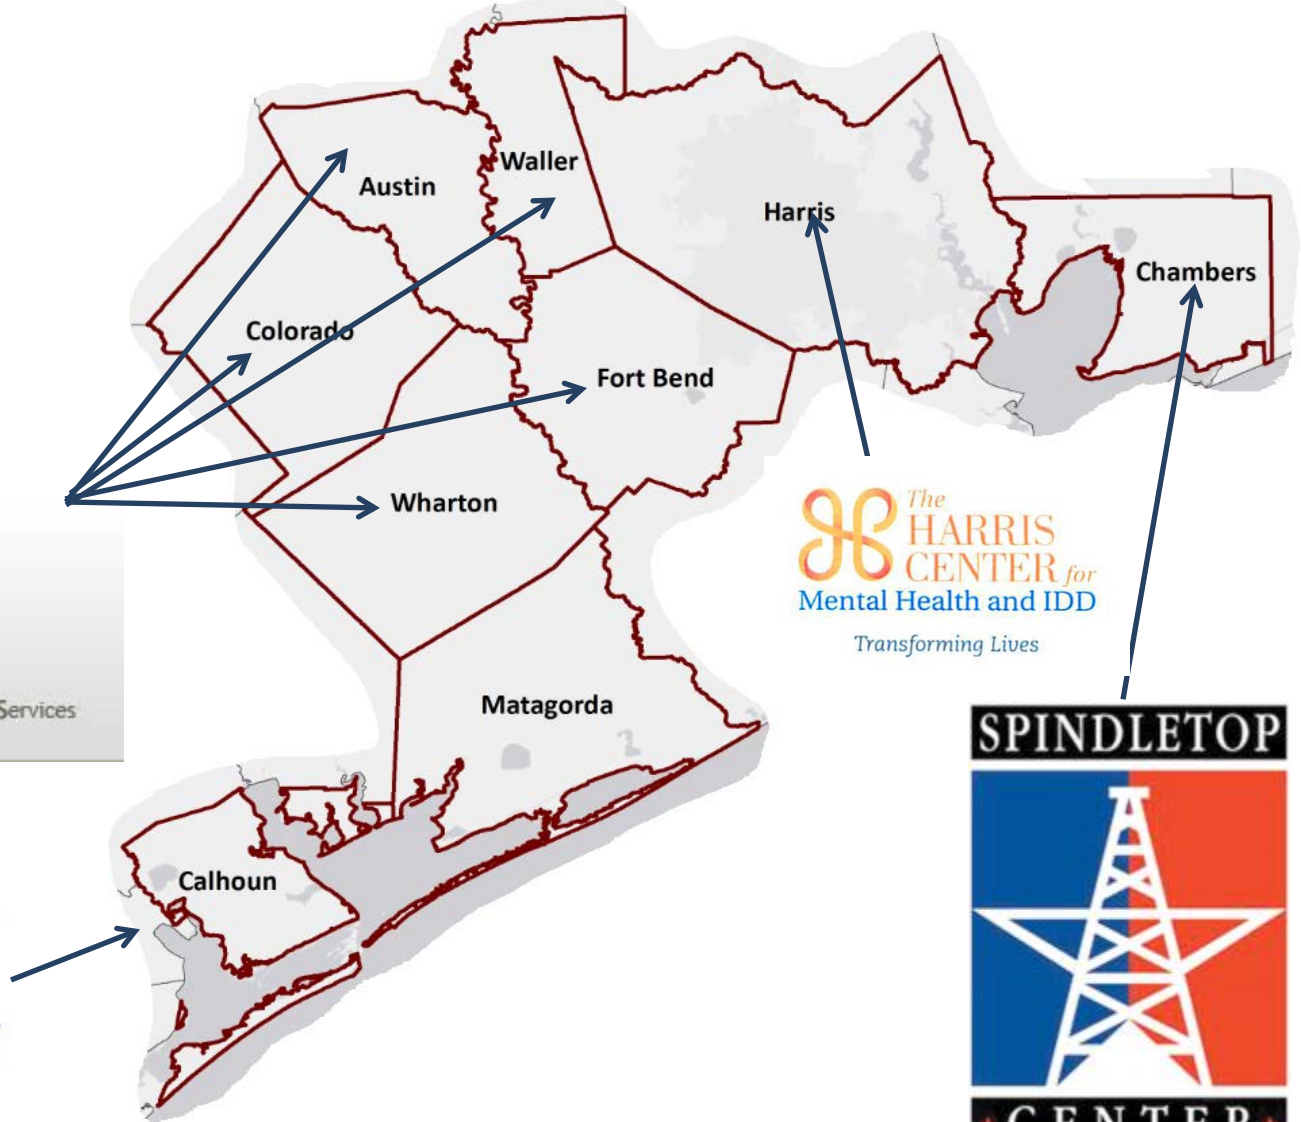 Waller
Austin
Harris
Chambers
Colorado
Fort Bend
Wharton
The
HARRIS
CENTER for
Mental Health and IDD
Transforming Lives
Matagorda
Services
SPINDLETOP
Calhoun
CENTER